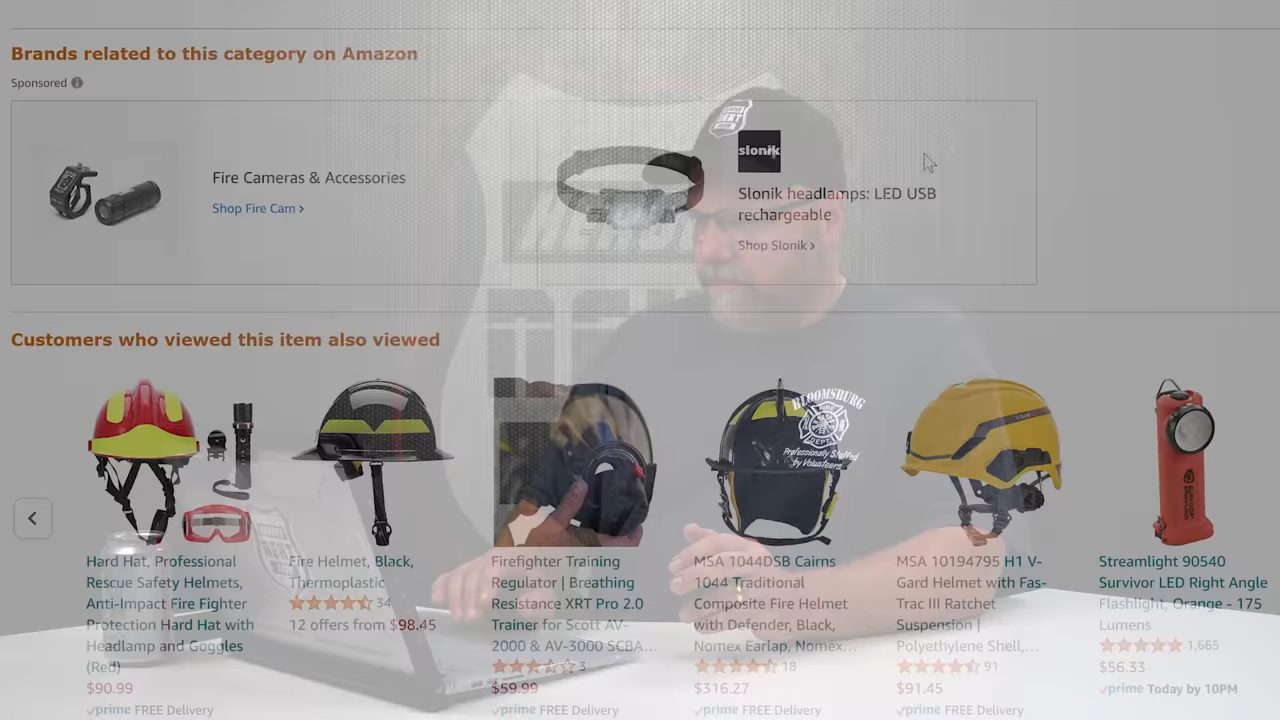 Brands related to this category on Amazon
Sponsored
Fire Cameras & Accessories
Shop Fire Cam ›
slonik
Slonik headlamps: LED USB
rechargeable
Shop Slonik ›
Customers who viewed this item also viewed
BLOOMSBURG
FIRE
DEPT
Professionally Staffed
by Volunteers
Hard Hat, Professional
Rescue Safety Helmets,
Anti-Impact Fire Fighter
Protection Hard Hat with
Headlamp and Goggles
(Red)
$90.99
prime FREE Delivery
Fire Helmet, Black,
Thermoplastic
34
12 offers from $98.45
Firefighter Training
Regulator | Breathing
Resistance XRT Pro 2.0
Trainer for Scott AV-
2000 & AV-3000 SCBA…
3
$59.99
prime FREE Delivery
MSA 1044DSB Cairns
1044 Traditional
Composite Fire Helmet
with Defender, Black,
Nomex Earlap, Nomex…
18
$316.27
prime FREE Delivery
MSA 10194795 H1 V-
Gard Helmet with Fas-
Trac III Ratchet
Suspension |
Polyethylene Shell,…
91
$91.45
prime FREE Delivery
Streamlight 90540
Survivor LED Right Angle
Flashlight, Orange - 175
Lumens
1,665
$56.33
prime Today by 10PM